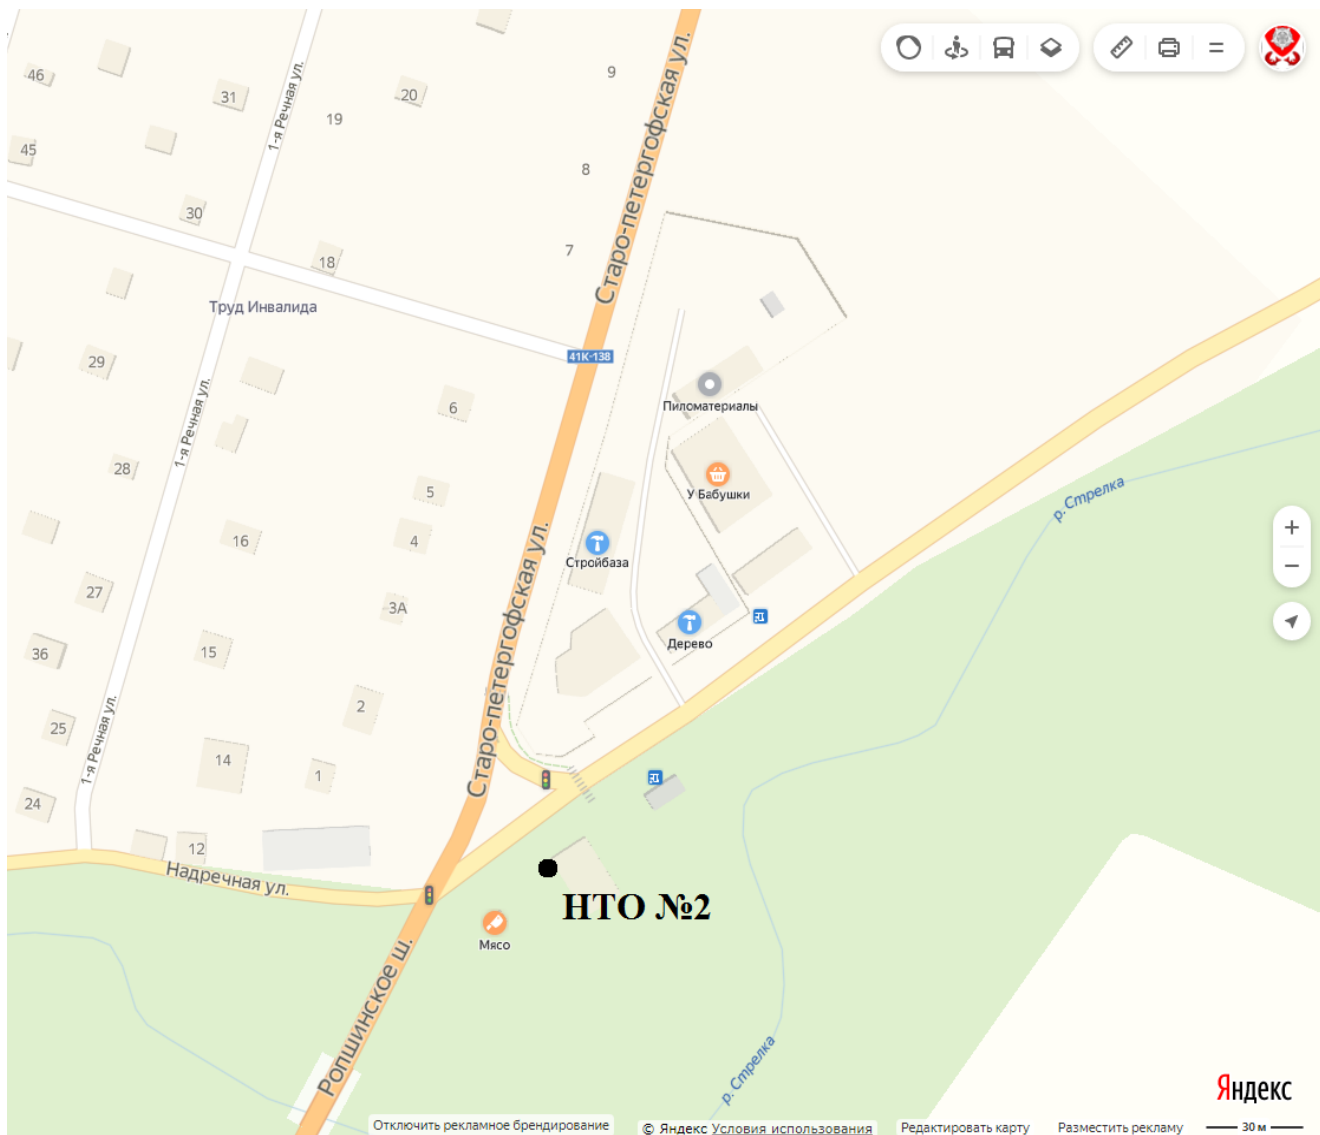 46
31
20
9
19
1-я Речная ул.
Старо-петергофская ул.
45
8
30
7
18
Труд Инвалида
41К-138
29
6
Пиломатериалы
1-я Речная ул.
28
У Бабушки
5
р. Стрелка
16
4
Стройбаза
Старо-петергофская ул.
27
3А
15
Дерево
36
2
25
1-я Речная ул.
14
1
24
12
Надречная ул.
НТО №2
Мясо
Ропшинское ш.
р. Стрелка
Яндекс
Отключить рекламное брендирование
© Яндекс Условия использования
Редактировать карту
Разместить рекламу
30 м